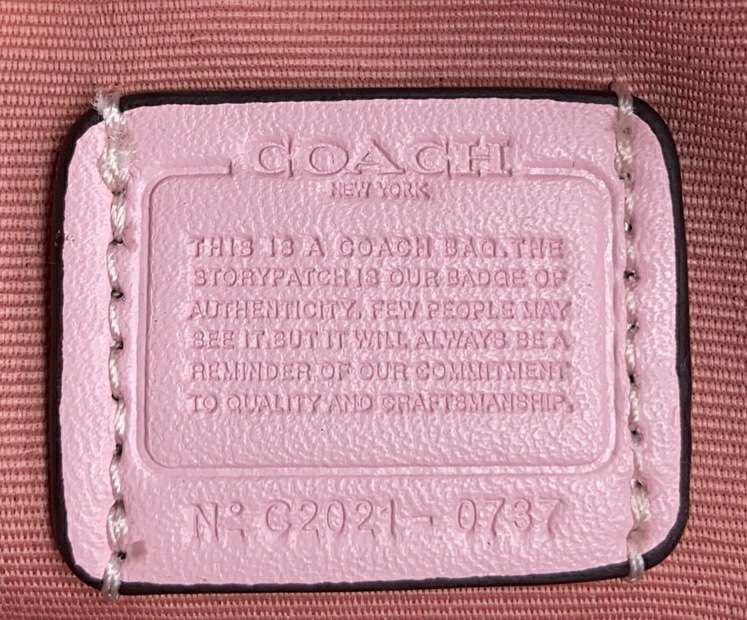 COACH
NEW YORK
THIS IS A COACH BAG. THE
STORYPATCH IS OUR BADGE OF
AUTHENTICITY. FEW PEOPLE MAY
SEE IT BUT IT WILL ALWAYS BE A
REMINDER OF OUR COMMITMENT
TO QUALITY AND CRAFTSMANSHIP.
Nº C2021 - 0737